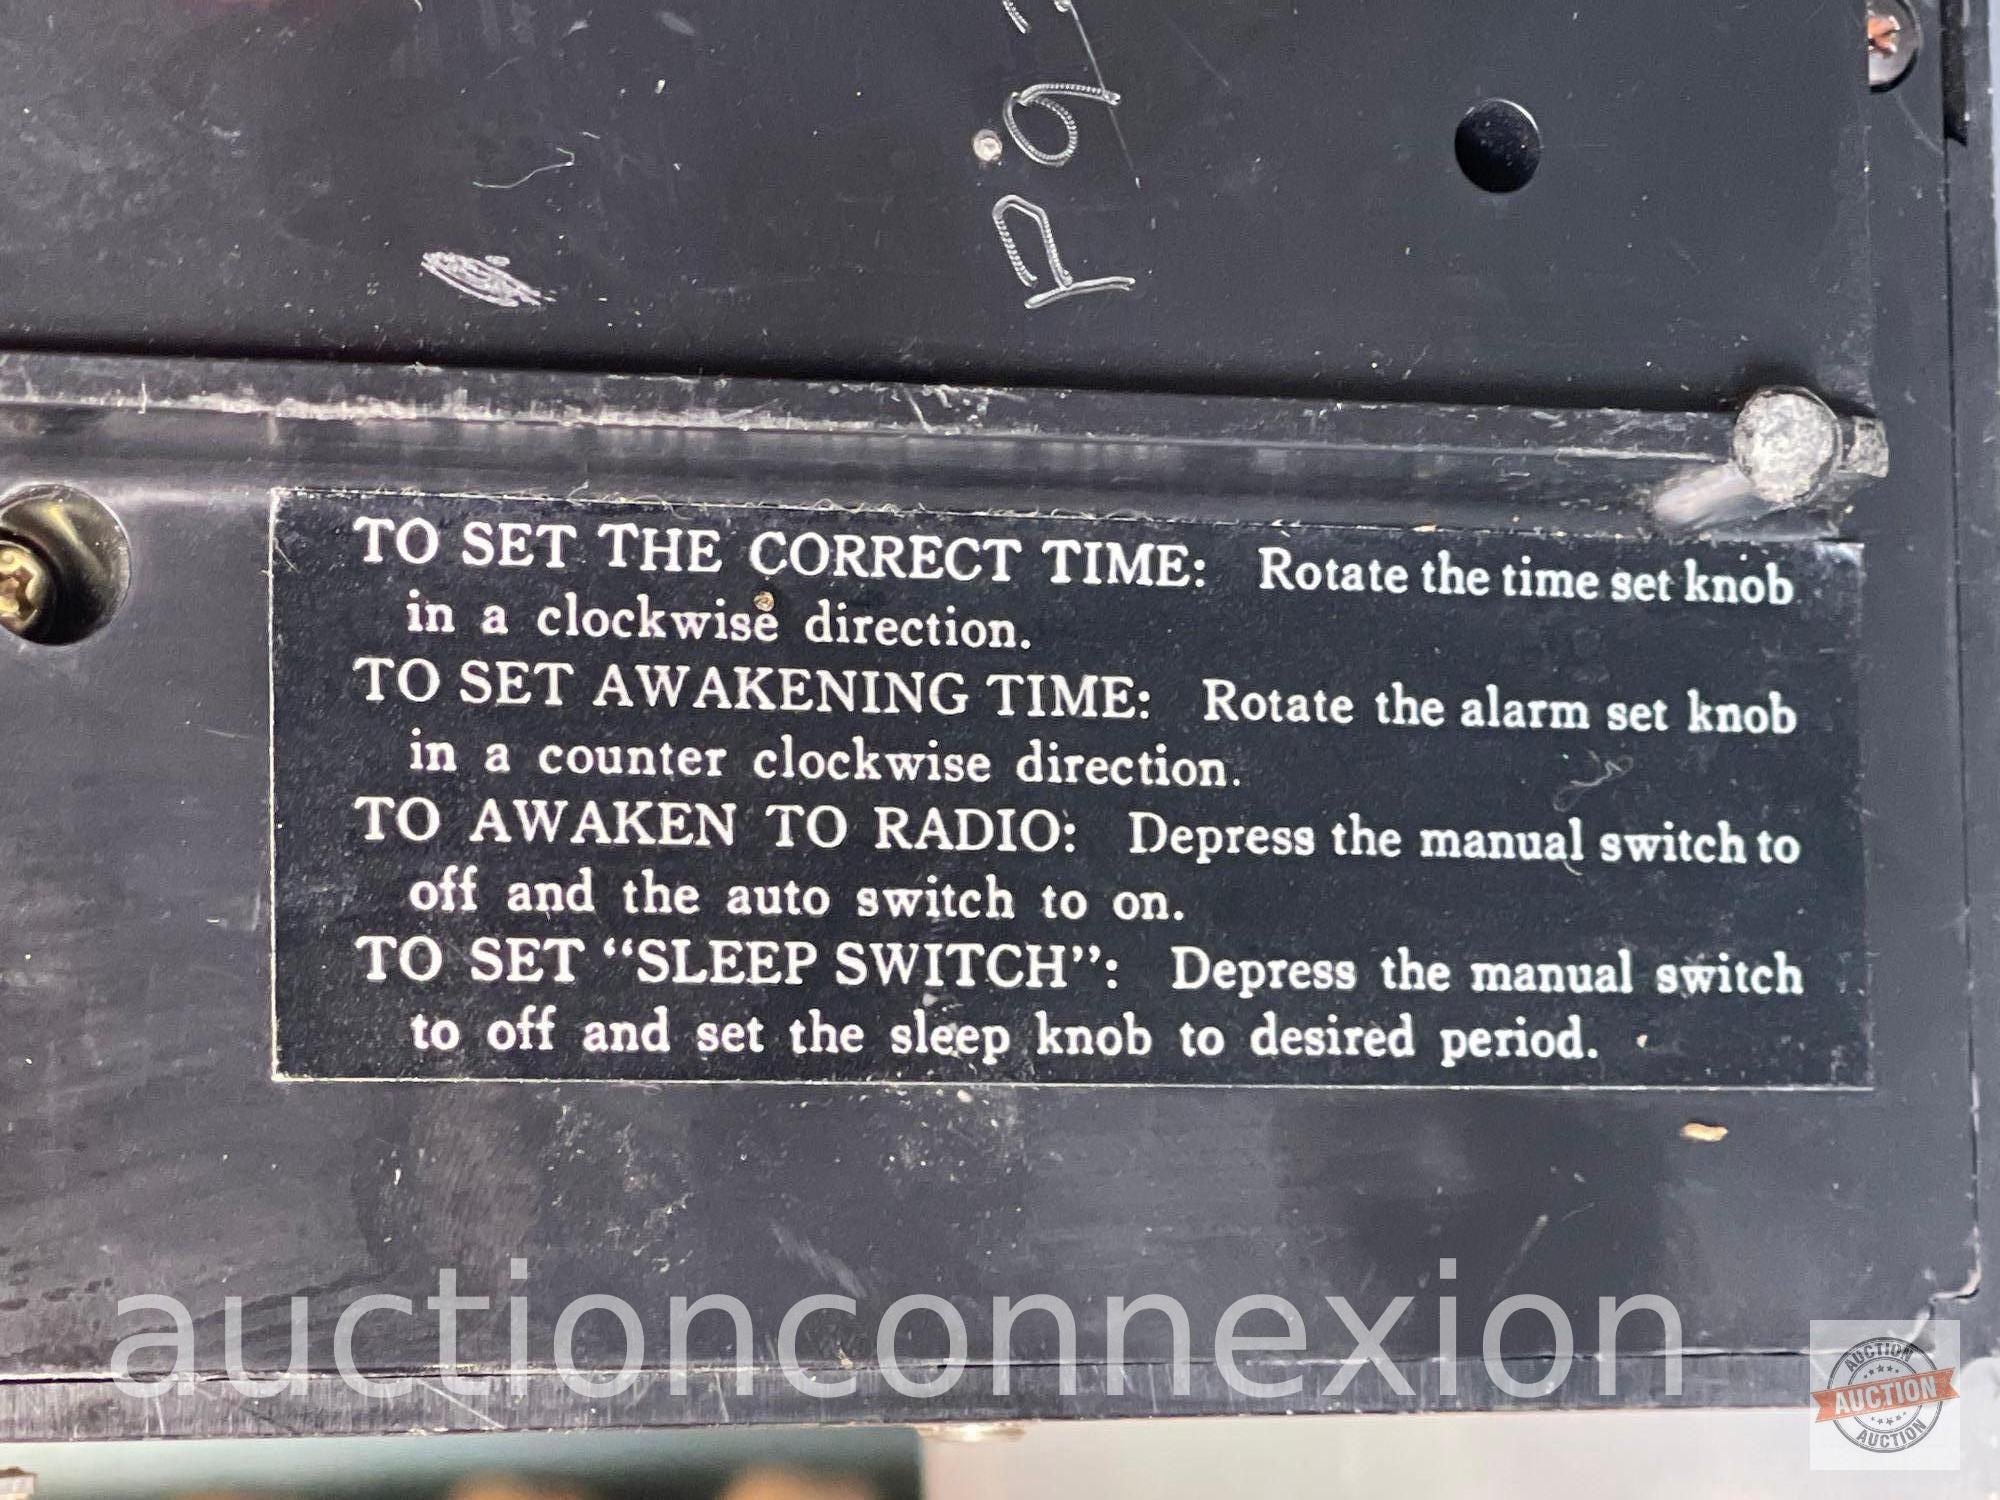 TO SET THE CORRECT TIME: Rotate the time set knob
in a clockwise direction.
TO SET AWAKENING TIME: Rotate the alarm set knob
in a counter clockwise direction.
TO AWAKEN TO RADIO: Depress the manual switch to
off and the auto switch to on.
TO SET “SLEEP SWITCH”: Depress the manual switch
to off and set the sleep knob to desired period.
auctionconnexion
AUCTION
AUCTION
AUCTION